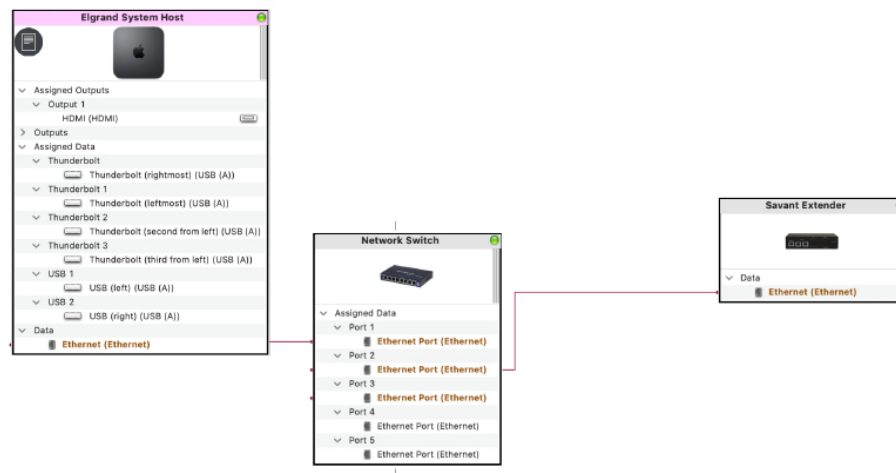 Elgrand System Host
Assigned Outputs
Output 1
HDMI (HDMI)
Outputs
Assigned Data
Thunderbolt
Thunderbolt (rightmost) (USB (A))
Thunderbolt 1
Thunderbolt (leftmost) (USB (A))
Thunderbolt 2
Thunderbolt (second from left) (USB (A))
Thunderbolt 3
Thunderbolt (third from left) (USB (A))
USB 1
USB (left) (USB (A))
USB 2
USB (right) (USB (A))
Data
Ethernet (Ethernet)
Network Switch
Assigned Data
Port 1
Ethernet Port (Ethernet)
Port 2
Ethernet Port (Ethernet)
Port 3
Ethernet Port (Ethernet)
Port 4
Ethernet Port (Ethernet)
Port 5
Ethernet Port (Ethernet)
Savant Extender
Data
Ethernet (Ethernet)